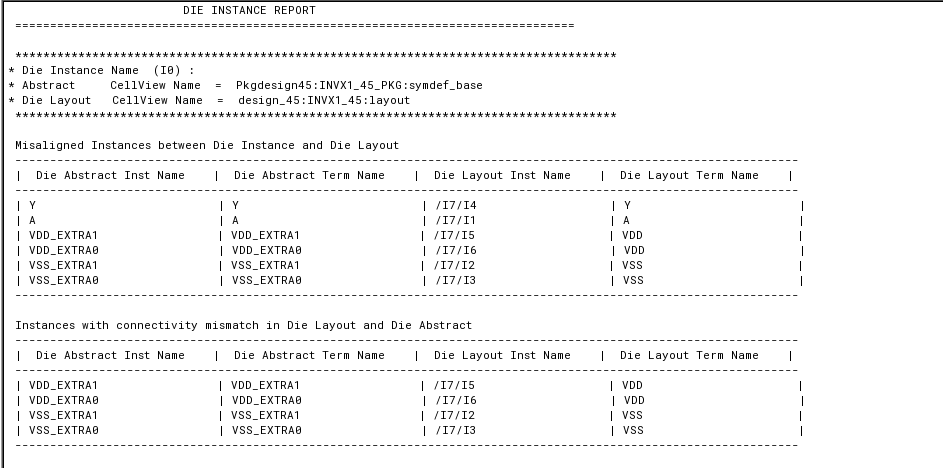 DIE INSTANCE REPORT
================================================================================
**************************************************************************************
* Die Instance Name  (I0) :
* Abstract     CellView Name  =  Pkgdesign45:INVX1_45_PKG:symdef_base
* Die Layout   CellView Name  =  design_45:INVX1_45:layout
**************************************************************************************
Misaligned Instances between Die Instance and Die Layout
----------------------------------------------------------------------------------------------------------------
|  Die Abstract Inst Name    |  Die Abstract Term Name    |  Die Layout Inst Name    |  Die Layout Term Name    |
----------------------------------------------------------------------------------------------------------------
| Y | Y | /I7/I4 | Y |
| A | A | /I7/I1 | A |
| VDD_EXTRA1 | VDD_EXTRA1 | /I7/I5 | VDD |
| VDD_EXTRA0 | VDD_EXTRA0 | /I7/I6 | VDD |
| VSS_EXTRA1 | VSS_EXTRA1 | /I7/I2 | VSS |
| VSS_EXTRA0 | VSS_EXTRA0 | /I7/I3 | VSS |
----------------------------------------------------------------------------------------------------------------
Instances with connectivity mismatch in Die Layout and Die Abstract
----------------------------------------------------------------------------------------------------------------
|  Die Abstract Inst Name    |  Die Abstract Term Name    |  Die Layout Inst Name    |  Die Layout Term Name    |
----------------------------------------------------------------------------------------------------------------
| VDD_EXTRA1 | VDD_EXTRA1 | /I7/I5 | VDD |
| VDD_EXTRA0 | VDD_EXTRA0 | /I7/I6 | VDD |
| VSS_EXTRA1 | VSS_EXTRA1 | /I7/I2 | VSS |
| VSS_EXTRA0 | VSS_EXTRA0 | /I7/I3 | VSS |
----------------------------------------------------------------------------------------------------------------